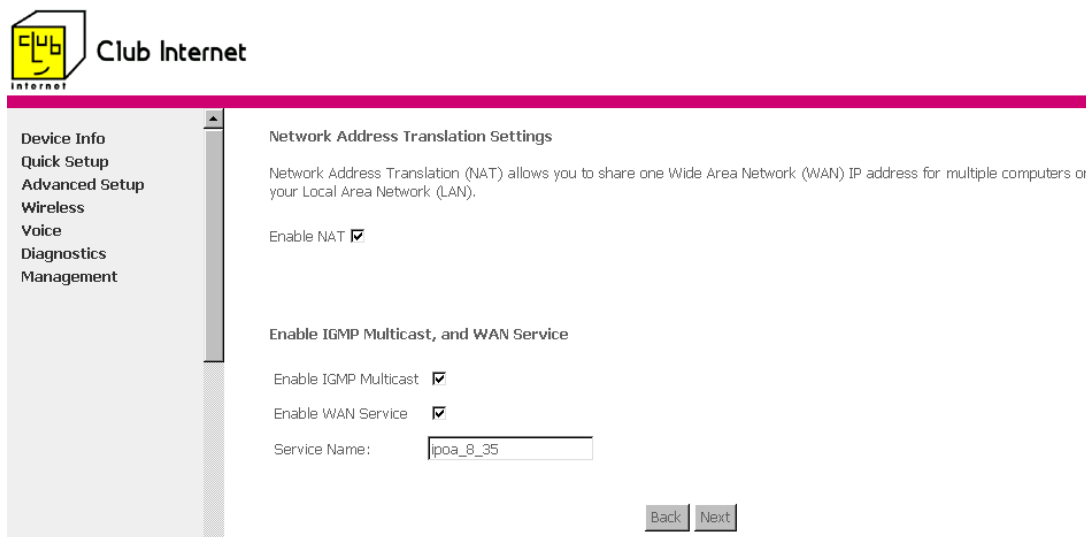 club
internet
Club Internet
Device Info
Quick Setup
Advanced Setup
Wireless
Voice
Diagnostics
Management
Network Address Translation Settings
Network Address Translation (NAT) allows you to share one Wide Area Network (WAN) IP address for multiple computers
your Local Area Network (LAN).
Enable NAT
Enable IGMP Multicast, and WAN Service
Enable IGMP Multicast
Enable WAN Service
Service Name: ipoa_8_35
Back Next